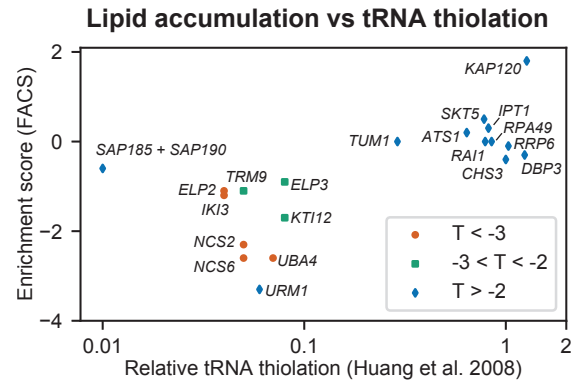 Lipid accumulation vs tRNA thiolation
Enrichment score (FACS)
2
0
−2
−4
KAP120
SKT5
IPT1
RPA49
TUM1
ATS1
RRP6
RAI1
DBP3
CHS3
SAP185 + SAP190
TRM9
ELP2
ELP3
IKI3
KTI12
NCS2
NCS6
UBA4
URM1
T < -3
-3 < T < -2
T > -2
0.01
0.1
1
2
Relative tRNA thiolation (Huang et al. 2008)